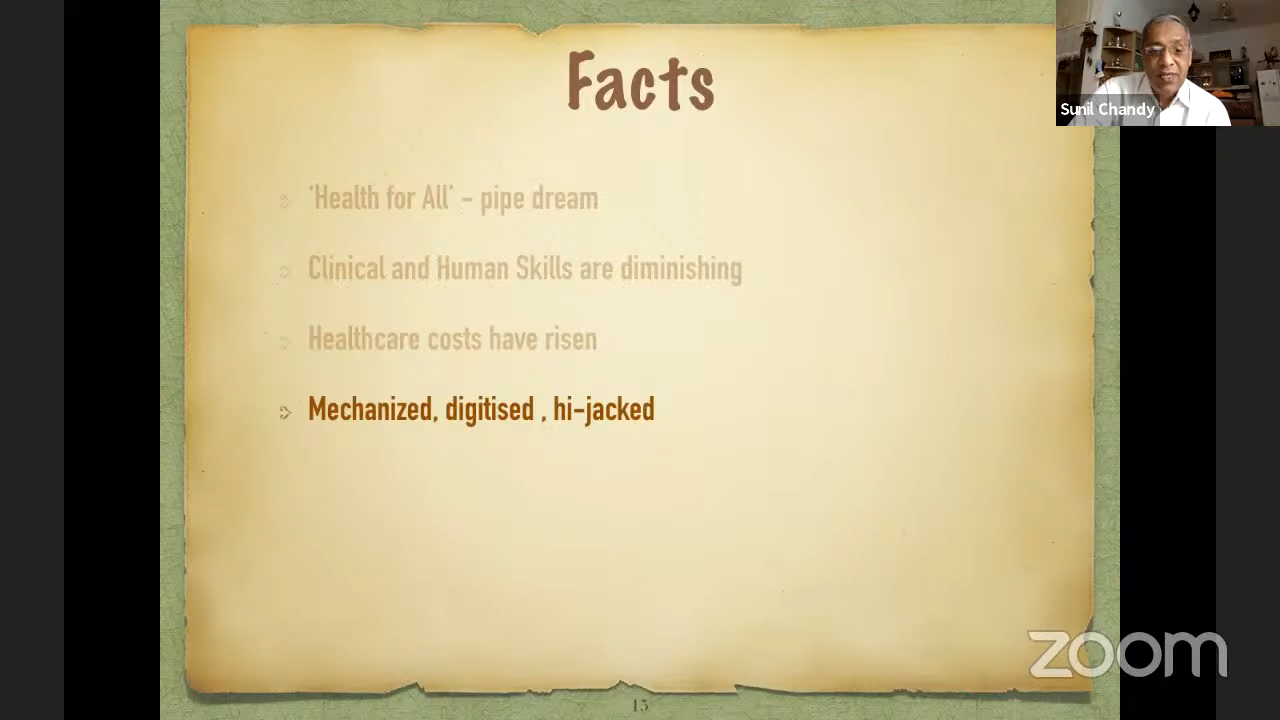 Facts
Sunil Chandy
'Health for All' - pipe dream
Clinical and Human Skills are diminishing
Healthcare costs have risen
Mechanized, digitised , hi-jacked
zoom
15